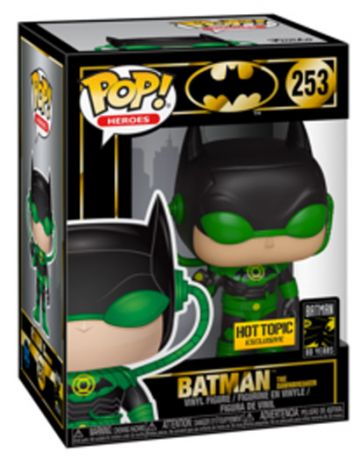 POP!
HEROES
253
™
HOT TOPIC
EXCLUSIVE
BATMAN
80 YEARS
BATMAN THE
DAWNBREAKER
VINYL FIGURE / FIGURINE EN VINYLE /
FIGURA DE VINIL